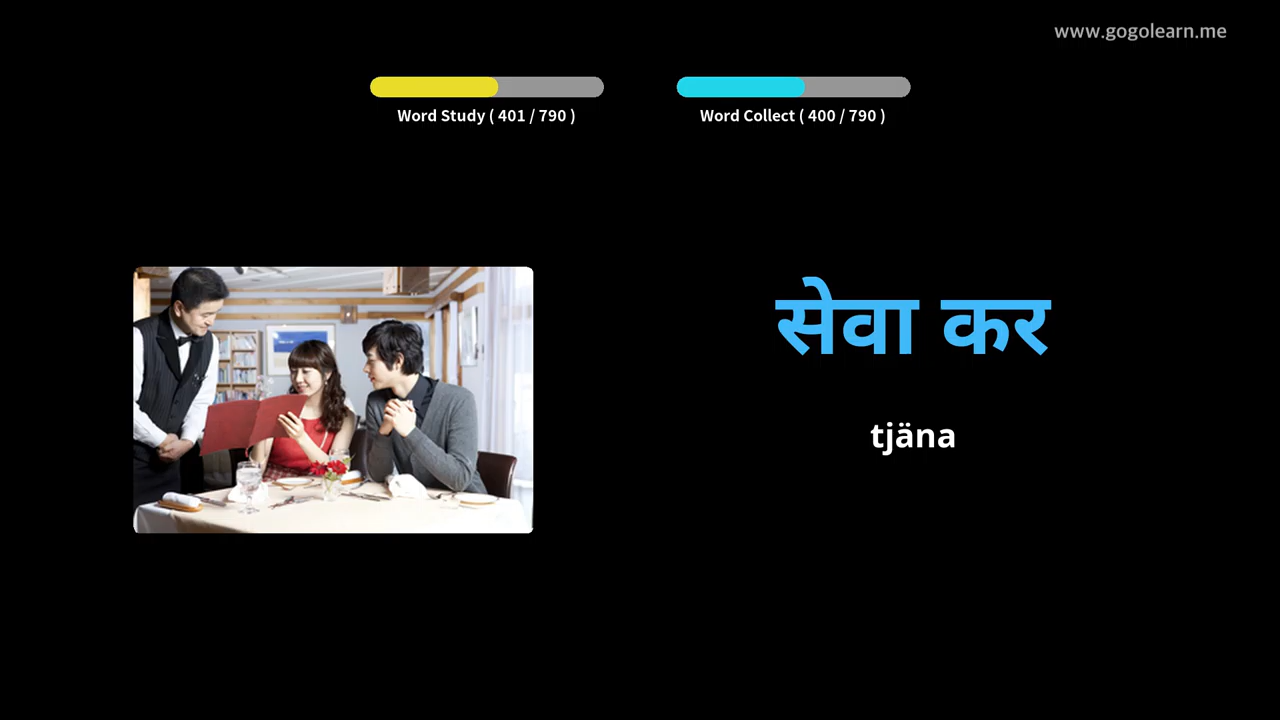 www.gogolearn.me
Word Study ( 401 / 790 )
Word Collect ( 400 / 790 )
सेवा कर
tjäna